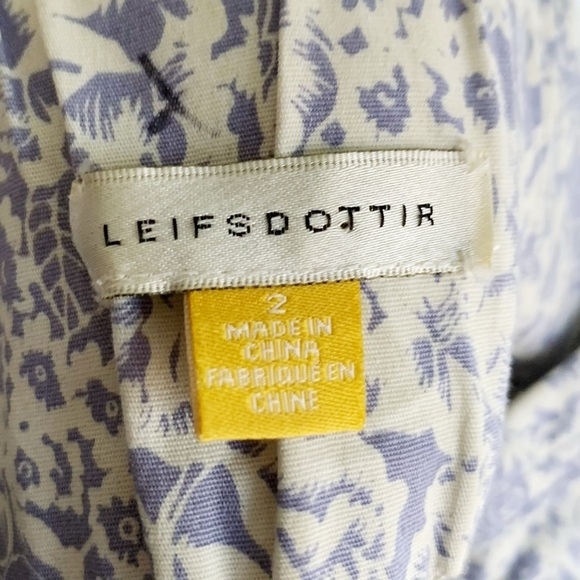 LEIFSDOTTIR
2
MADE IN
CHINA
FABRIQUÉ EN
CHINE